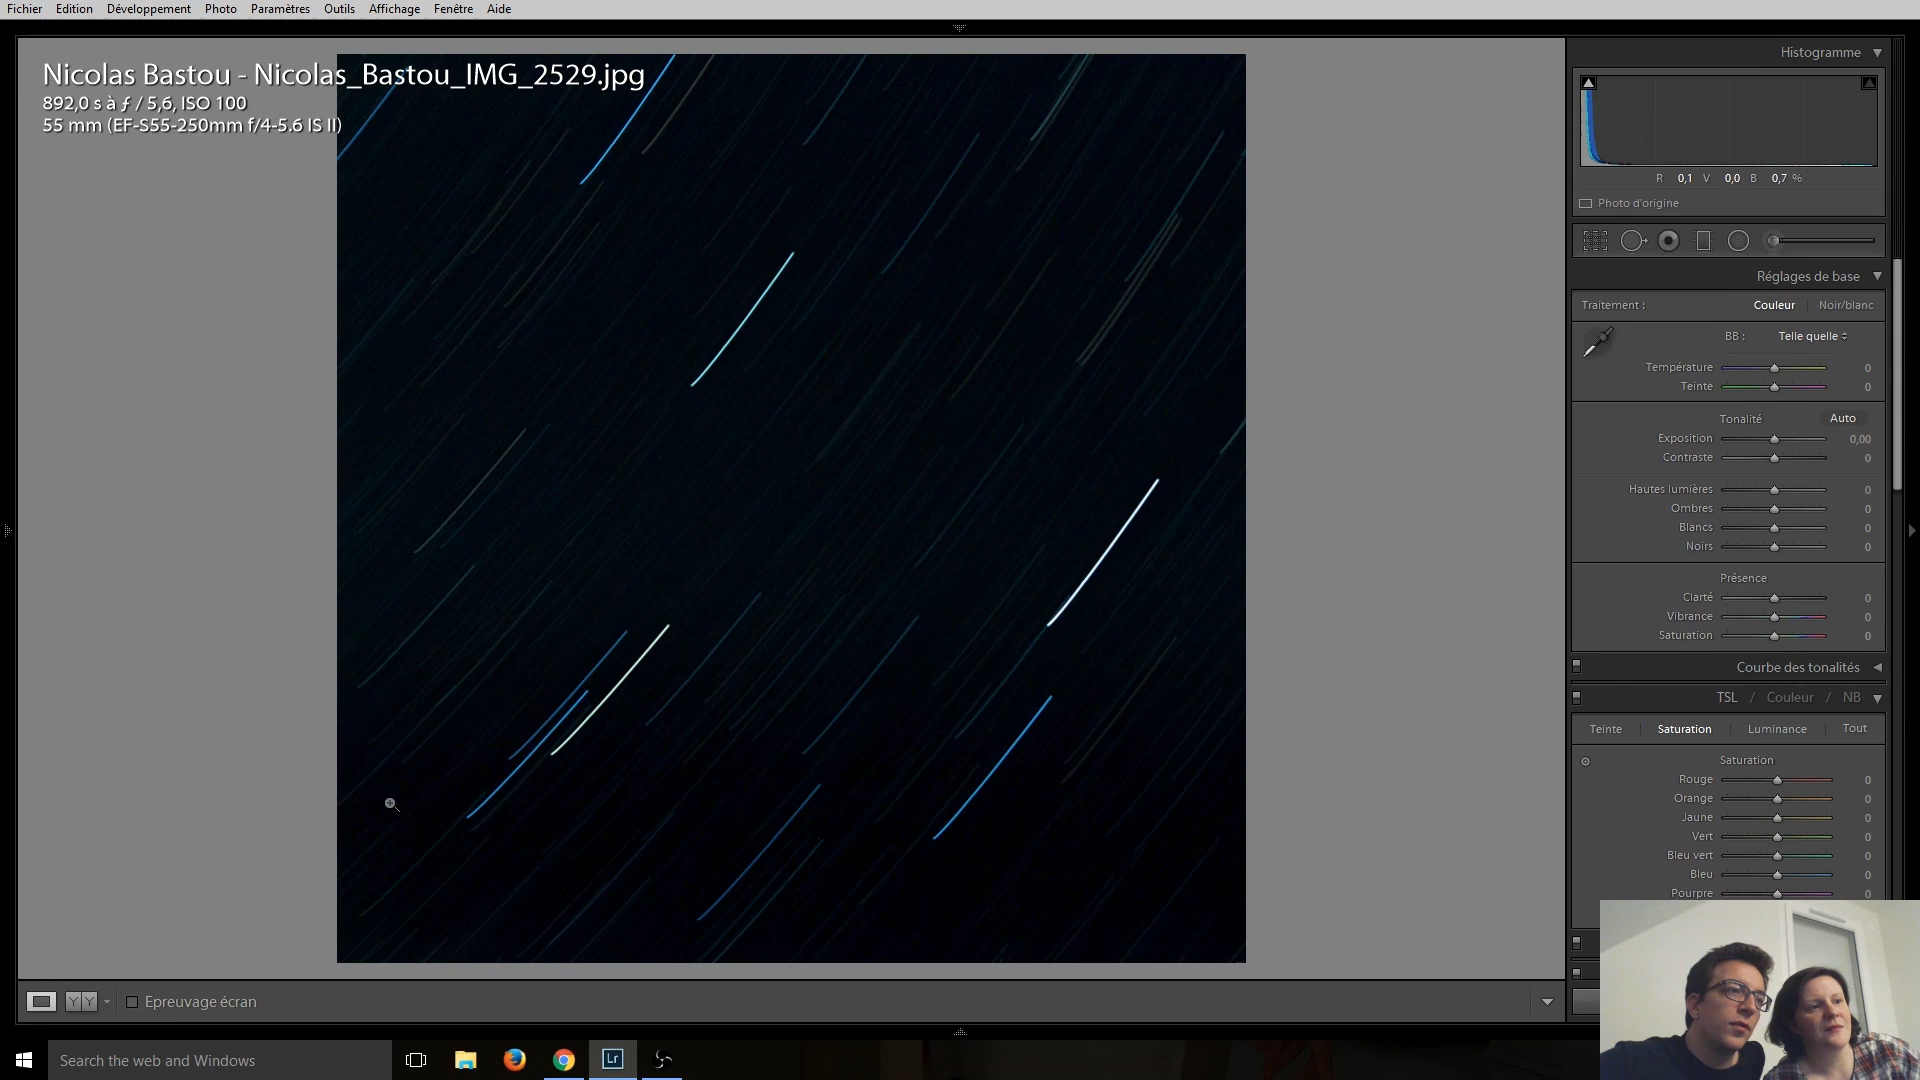 Fichier Edition Développement Photo Paramètres Outils Affichage Fenêtre Aide
Nicolas Bastou - Nicolas_Bastou_IMG_2529.jpg
892,0 s à ƒ / 5,6, ISO 100
55 mm (EF-S55-250mm f/4-5.6 IS II)
Histogramme
R 0,1 V 0,0 B 0,7 %
Photo d'origine
Réglages de base
Traitement : Couleur Noir/blanc
BB : Telle quelle
Température 0
Teinte 0
Tonalité Auto
Exposition 0,00
Contraste 0
Hautes lumières 0
Ombres 0
Blancs 0
Noirs 0
Présence
Clarté 0
Vibrance 0
Saturation 0
Courbe des tonalités
TSL / Couleur / NB
Teinte Saturation Luminance Tout
Saturation
Rouge 0
Orange 0
Jaune 0
Vert 0
Bleu vert 0
Bleu 0
Pourpre 0
YY Epreuvage écran
Search the web and Windows
Lr